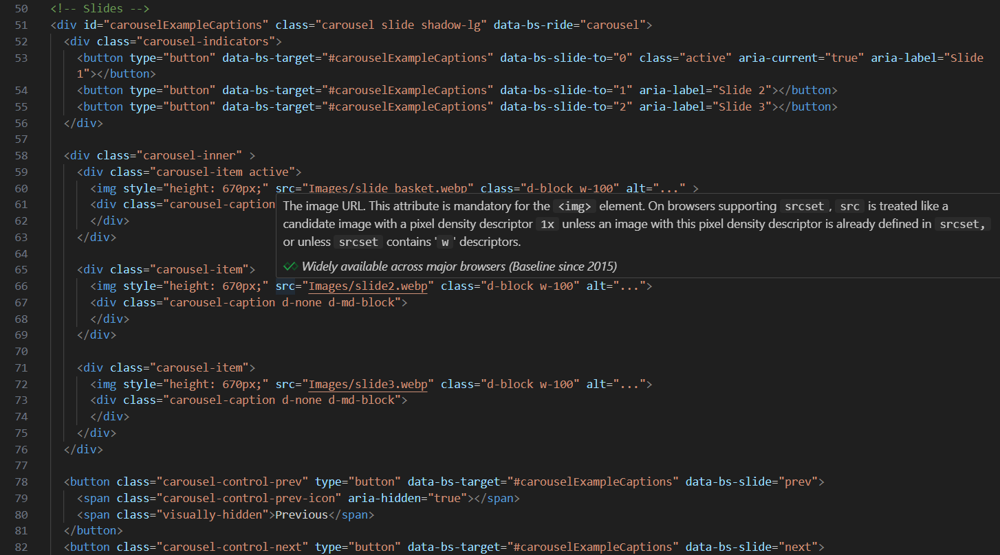 50 <!-- Slides -->
51 <div id="carouselExampleCaptions" class="carousel slide shadow-lg" data-bs-ride="carousel">
52 <div class="carousel-indicators">
53 <button type="button" data-bs-target="#carouselExampleCaptions" data-bs-slide-to="0" class="active" aria-current="true" aria-label="Slide
1"></button>
54 <button type="button" data-bs-target="#carouselExampleCaptions" data-bs-slide-to="1" aria-label="Slide 2"></button>
55 <button type="button" data-bs-target="#carouselExampleCaptions" data-bs-slide-to="2" aria-label="Slide 3"></button>
56 </div>
57
58 <div class="carousel-inner" >
59 <div class="carousel-item active">
60 <img style="height: 670px;" src="Images/slide_basket.webp" class="d-block w-100" alt="..." >
61 <div class="carousel-caption
62 </div>
63 </div>
64
The image URL. This attribute is mandatory for the <img> element. On browsers supporting srcset, src is treated like a
candidate image with a pixel density descriptor 1x unless an image with this pixel density descriptor is already defined in srcset,
or unless srcset contains 'w' descriptors.
Widely available across major browsers (Baseline since 2015)
65 <div class="carousel-item">
66 <img style="height: 670px;" src="Images/slide2.webp" class="d-block w-100" alt="...">
67 <div class="carousel-caption d-none d-md-block">
68 </div>
69 </div>
70
71 <div class="carousel-item">
72 <img style="height: 670px;" src="Images/slide3.webp" class="d-block w-100" alt="...">
73 <div class="carousel-caption d-none d-md-block">
74 </div>
75 </div>
76 </div>
77
78 <button class="carousel-control-prev" type="button" data-bs-target="#carouselExampleCaptions" data-bs-slide="prev">
79 <span class="carousel-control-prev-icon" aria-hidden="true"></span>
80 <span class="visually-hidden">Previous</span>
81 </button>
82 <button class="carousel-control-next" type="button" data-bs-target="#carouselExampleCaptions" data-bs-slide="next">